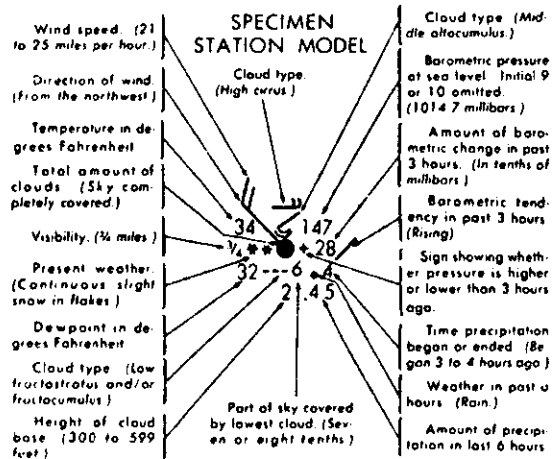 SPECIMEN
STATION MODEL
Wind speed. (21
to 25 miles per hour.)
Direction of wind.
(From the northwest.)
Temperature in de-
grees Fahrenheit
Total amount of
clouds (Sky com-
pletely covered.)
Visibility. (¾ miles)
Present weather.
(Continuous slight
snow in flakes)
Dewpoint in de-
grees Fahrenheit
Cloud type (Low
fractostratus and/or
fractocumulus)
Height of cloud
base (300 to 599
feet)
Cloud type.
(High cirrus)
34 147
¾ + 28
32 6 4
2 .45
Part of sky covered
by lowest cloud. (Sev-
en or eight tenths)
Cloud type (Mid-
dle altocumulus.)
Barometric pressure
at sea level Initial 9
or 10 omitted.
(1014 7 millibars)
Amount of baro-
metric change in past
3 hours. (In tenths of
millibars)
Barometric tend-
ency in past 3 hours
(Rising)
Sign showing wheth-
er pressure is higher
or lower than 3 hours
ago.
Time precipitation
began or ended (Be-
gan 3 to 4 hours ago)
Weather in past
hours (Rain.)
Amount of precipi-
tation in last 6 hours